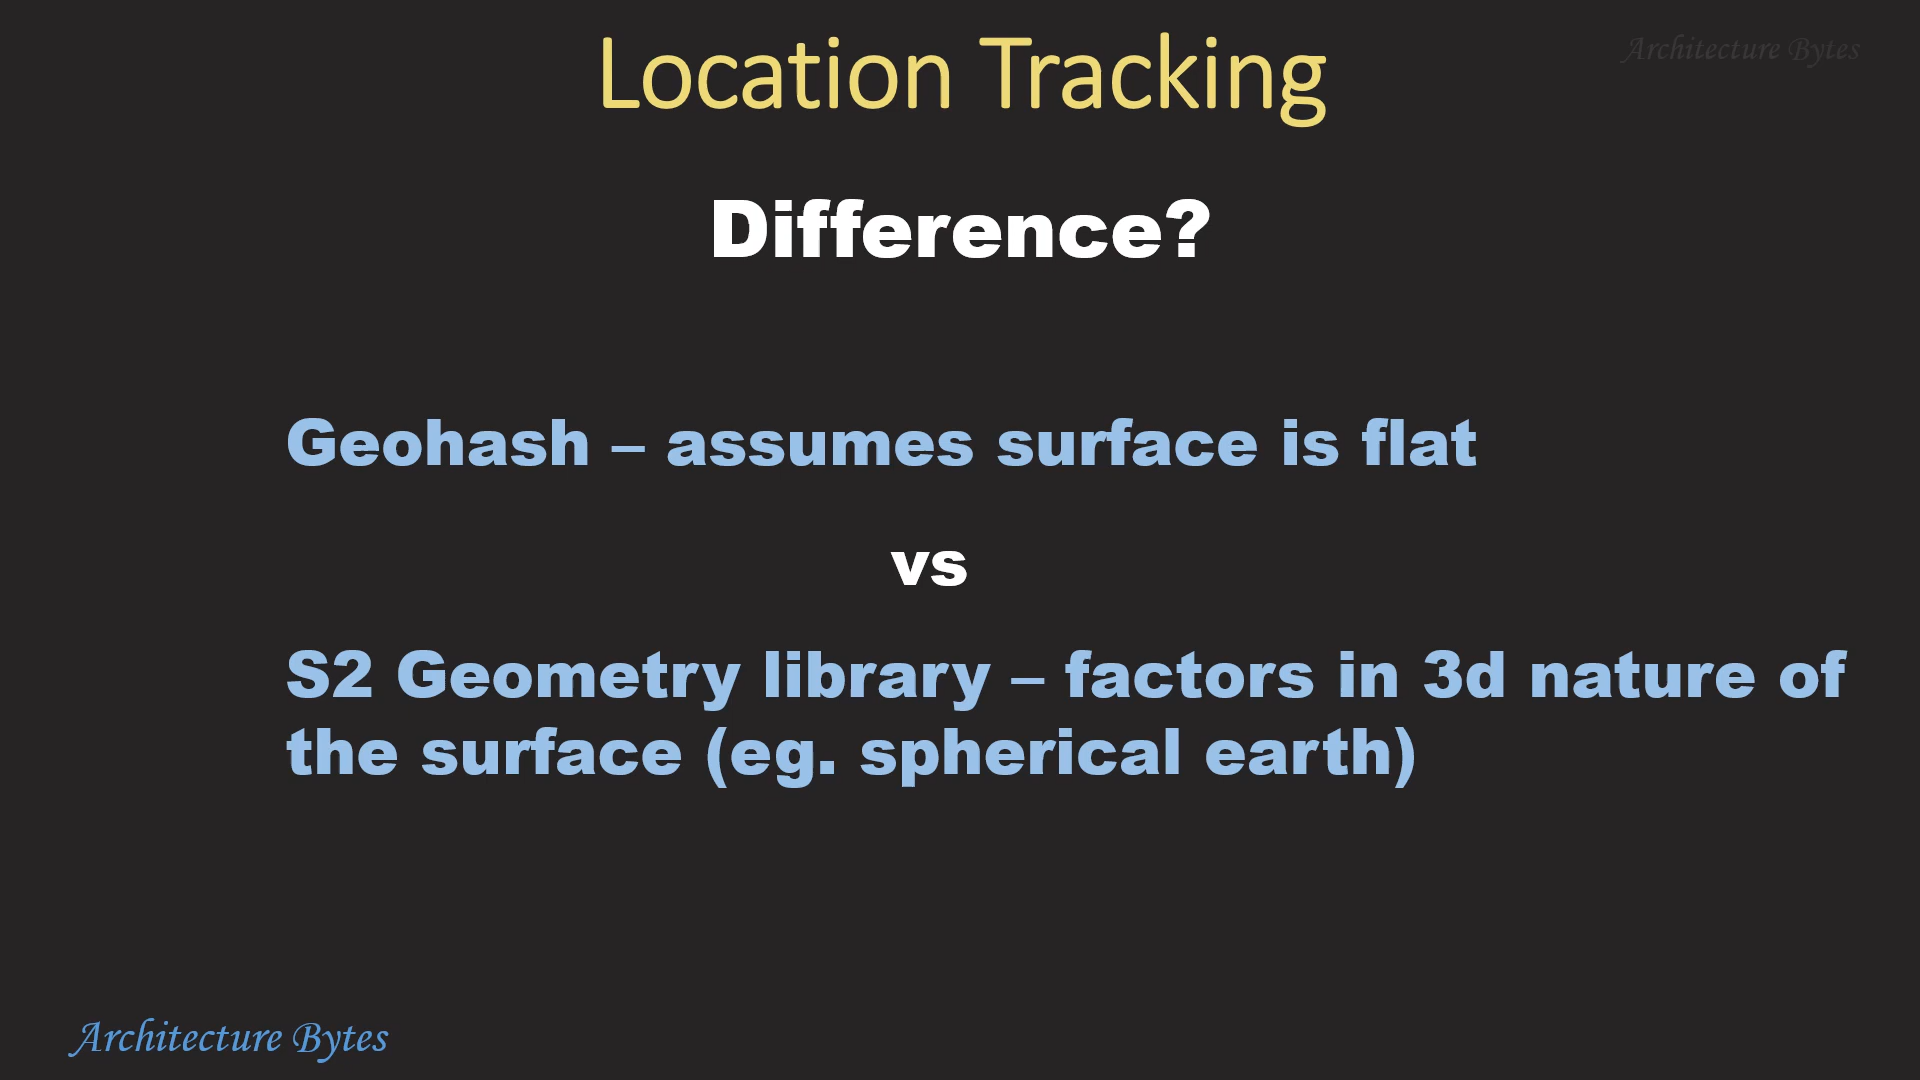 Location Tracking
Architecture Bytes
Difference?
Geohash – assumes surface is flat
vs
S2 Geometry library – factors in 3d nature of
the surface (eg. spherical earth)
Architecture Bytes